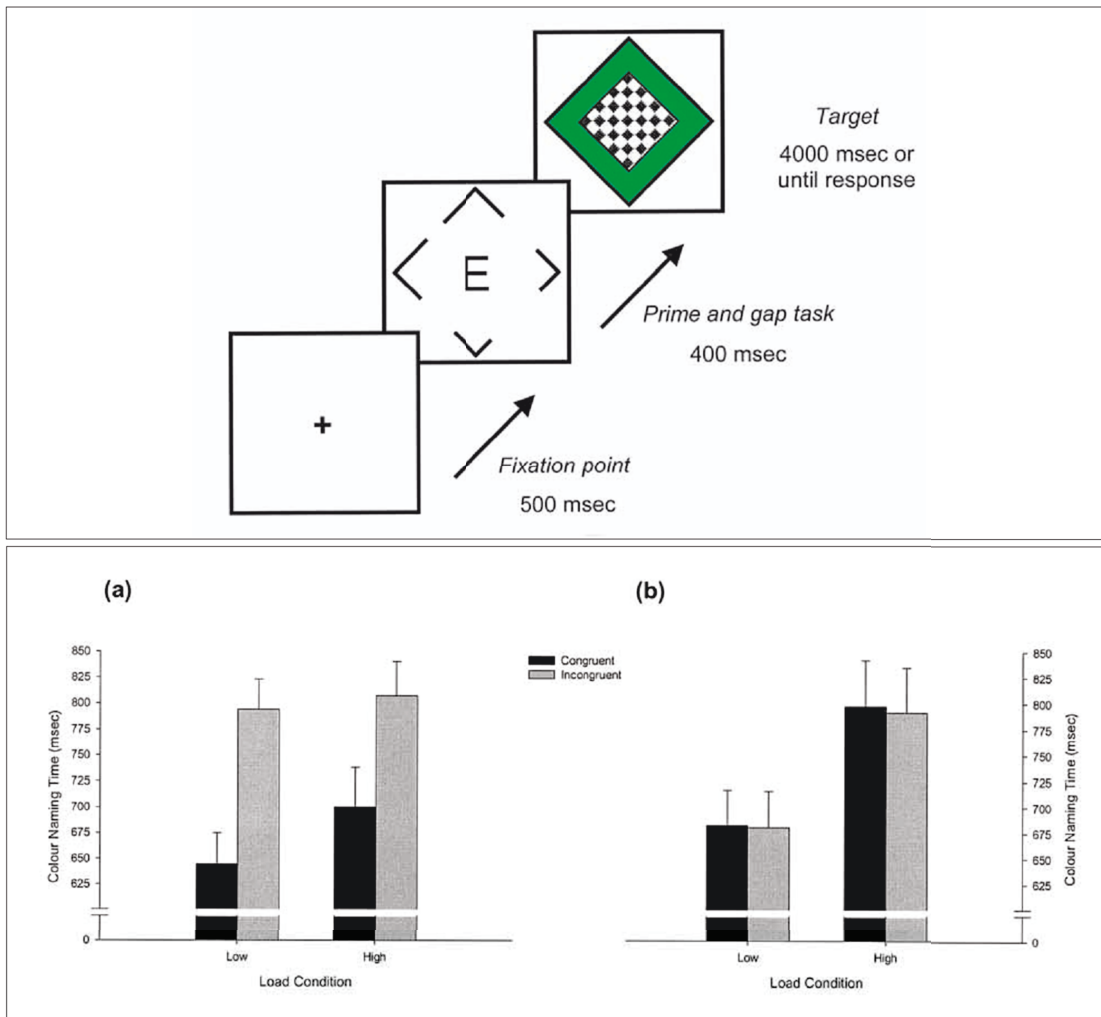 Target
4000 msec or
until response
E
Prime and gap task
400 msec
+
Fixation point
500 msec
(a)
(b)
Congruent
Incongruent
Colour Naming Time (msec)
850
825
800
775
750
725
700
675
650
625
0
Low
High
Load Condition
850
825
800
775
750
725
700
675
650
625
0
Colour Naming Time (msec)
Low
High
Load Condition